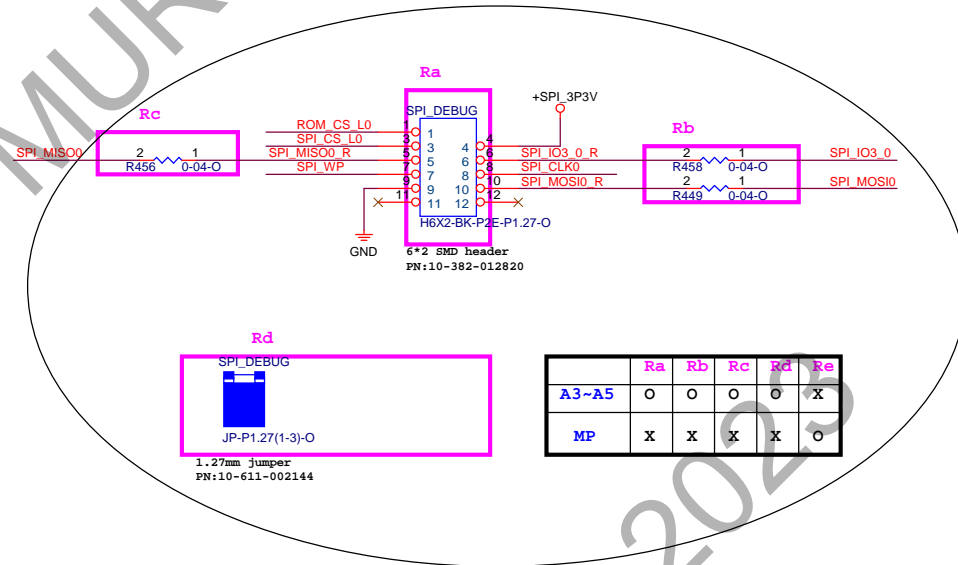 MUR
Ra
+SPI_3P3V
Rc
SPI_DEBUG
Rb
ROM_CS_L0
1
1
SPI_CS_L0
3
3
4
4
SPI_MISO0
2
1
SPI_MISO0_R
5
5
6
6
SPI_IO3_0_R
2
1
SPI_IO3_0
R456
0-04-O
SPI_WP
7
7
8
8
SPI_CLK0
R458
0-04-O
9
9
10
10
SPI_MOSI0_R
2
1
SPI_MOSI0
11
11
12
12
R449
0-04-O
H6X2-BK-P2E-P1.27-O
GND
6*2 SMD header
PN:10-382-012820
Rd
SPI_DEBUG
JP-P1.27(1-3)-O
1.27mm jumper
PN:10-611-002144
Ra Rb Rc Rd Re
A3~A5 O O O O X
MP X X X X O
2023